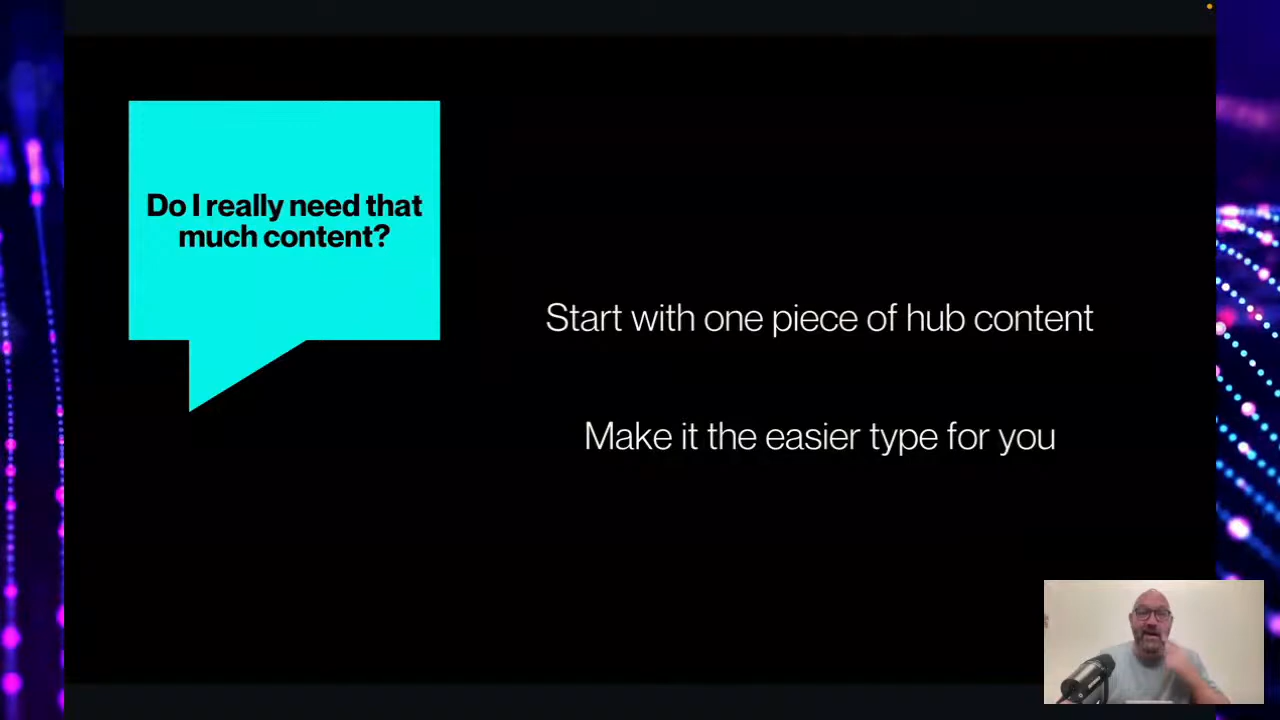 Do I really need that
much content?
Start with one piece of hub content
Make it the easier type for you